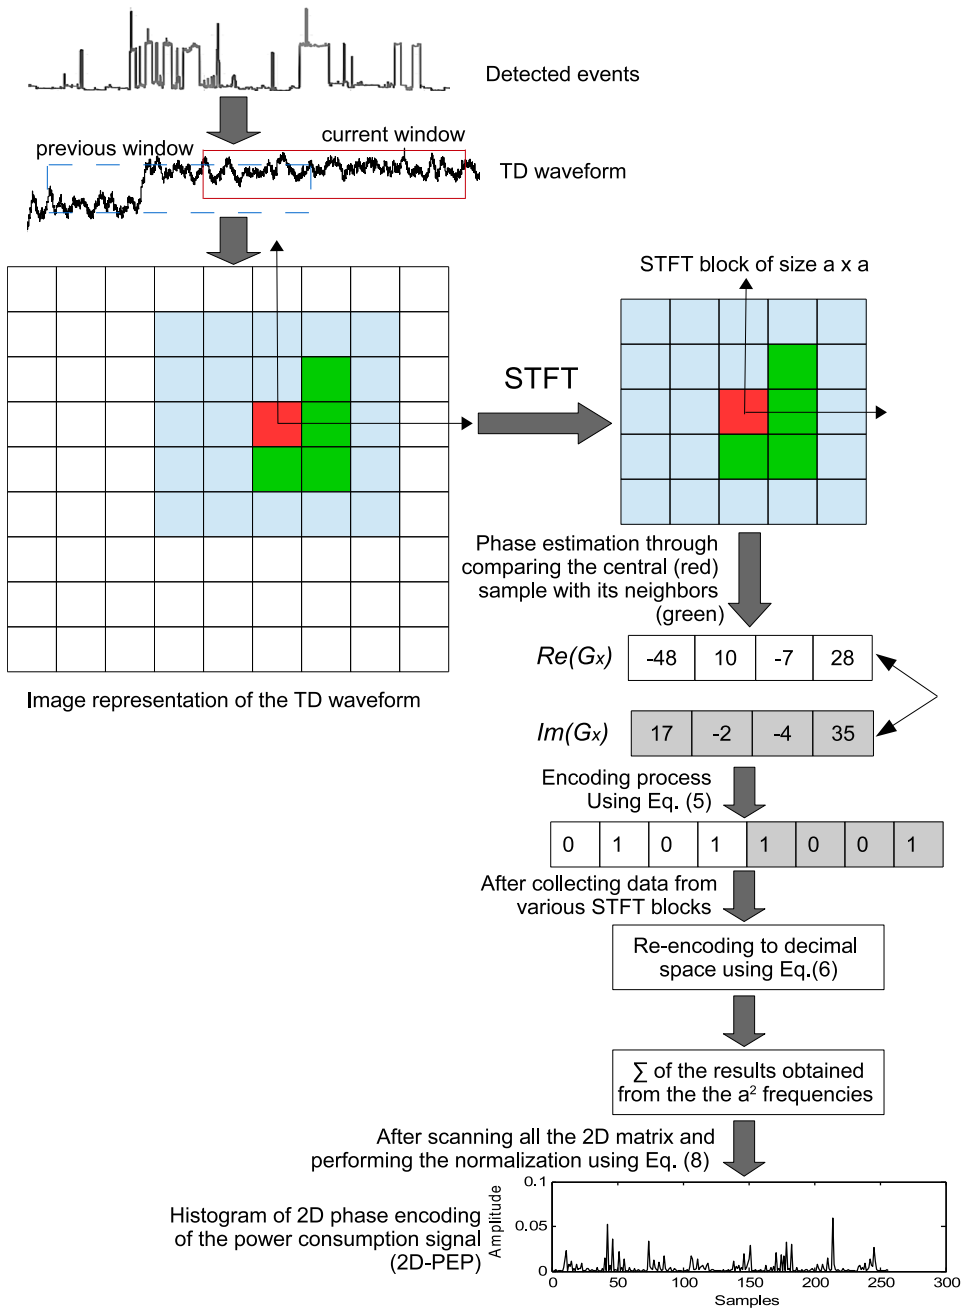 Detected events
previous window
current window
TD waveform
STFT block of size a x a
STFT
Phase estimation through
comparing the central (red)
sample with its neighbors
(green)
Image representation of the TD waveform
Re(Gx) -48 10 -7 28
Im(Gx) 17 -2 -4 35
Encoding process
Using Eq. (5)
0 1 0 1 1 0 0 1
After collecting data from
various STFT blocks
Re-encoding to decimal
space using Eq.(6)
∑ of the results obtained
from the the a² frequencies
After scanning all the 2D matrix and
performing the normalization using Eq. (8)
Histogram of 2D phase encoding
of the power consumption signal
(2D-PEP)
Amplitude
0.1
0.05
0
0 50 100 150 200 250 300
Samples